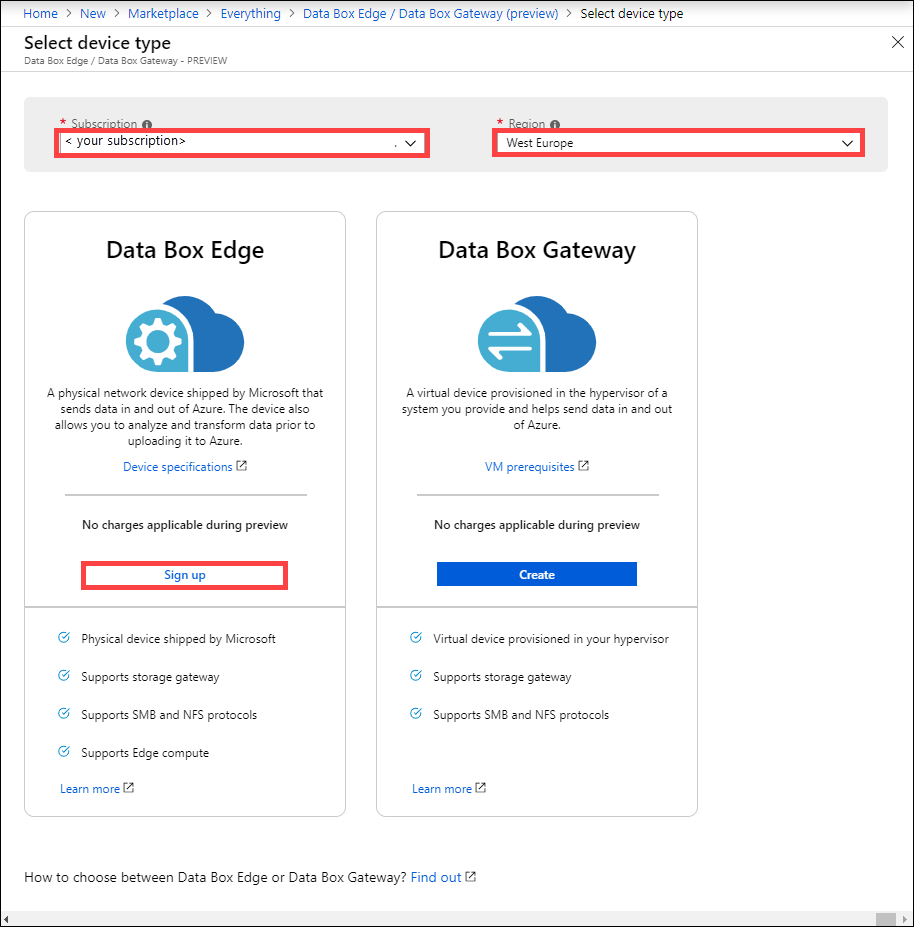 Home > New > Marketplace > Everything > Data Box Edge / Data Box Gateway (preview) > Select device type
Select device type
Data Box Edge / Data Box Gateway - PREVIEW
* Subscription
< your subscription>
* Region
West Europe
Data Box Edge
A physical network device shipped by Microsoft that
sends data in and out of Azure. The device also
allows you to analyze and transform data prior to
uploading it to Azure.
Device specifications
No charges applicable during preview
Sign up
Physical device shipped by Microsoft
Supports storage gateway
Supports SMB and NFS protocols
Supports Edge compute
Learn more
Data Box Gateway
A virtual device provisioned in the hypervisor of a
system you provide and helps send data in and out
of Azure.
VM prerequisites
No charges applicable during preview
Create
Virtual device provisioned in your hypervisor
Supports storage gateway
Supports SMB and NFS protocols
Learn more
How to choose between Data Box Edge or Data Box Gateway? Find out